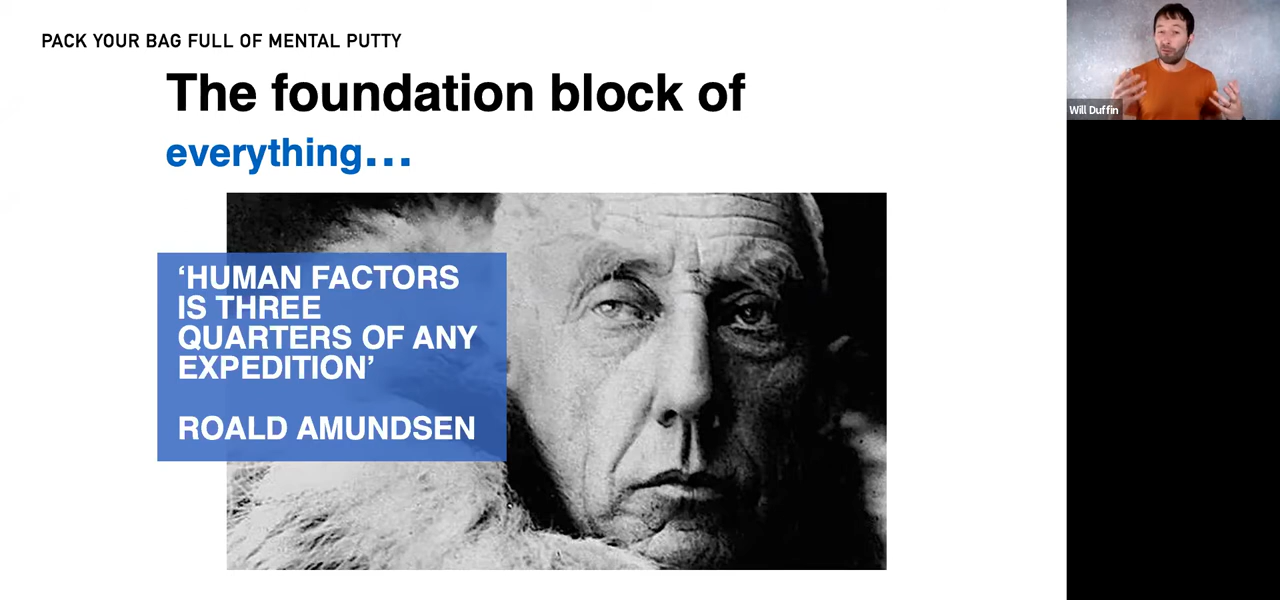 PACK YOUR BAG FULL OF MENTAL PUTTY
The foundation block of
everything...
‘HUMAN FACTORS
IS THREE
QUARTERS OF ANY
EXPEDITION’
ROALD AMUNDSEN
Will Duffin